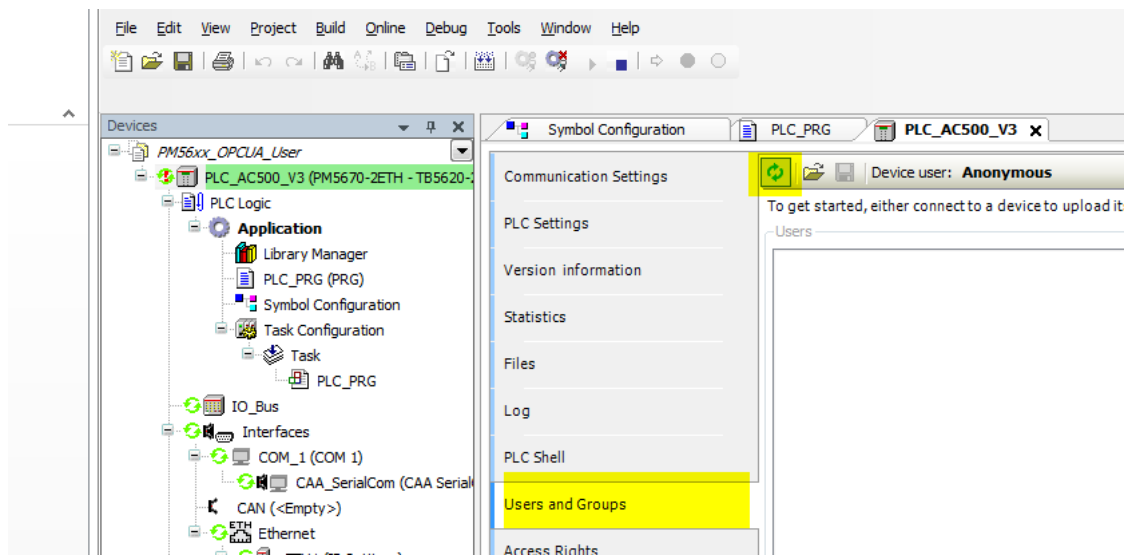 File Edit View Project Build Online Debug Tools Window Help
Devices
PM56xx_OPCUA_User
PLC_AC500_V3 (PM5670-2ETH - TB5620-
PLC Logic
Application
Library Manager
PLC_PRG (PRG)
Symbol Configuration
Task Configuration
Task
PLC_PRG
IO_Bus
Interfaces
COM_1 (COM 1)
CAA_SerialCom (CAA Serial
CAN (<Empty>)
ETH
Ethernet
Symbol Configuration PLC_PRG PLC_AC500_V3
Communication Settings
PLC Settings
Version information
Statistics
Files
Log
PLC Shell
Users and Groups
Access Rights
Device user: Anonymous
To get started, either connect to a device to upload it
Users